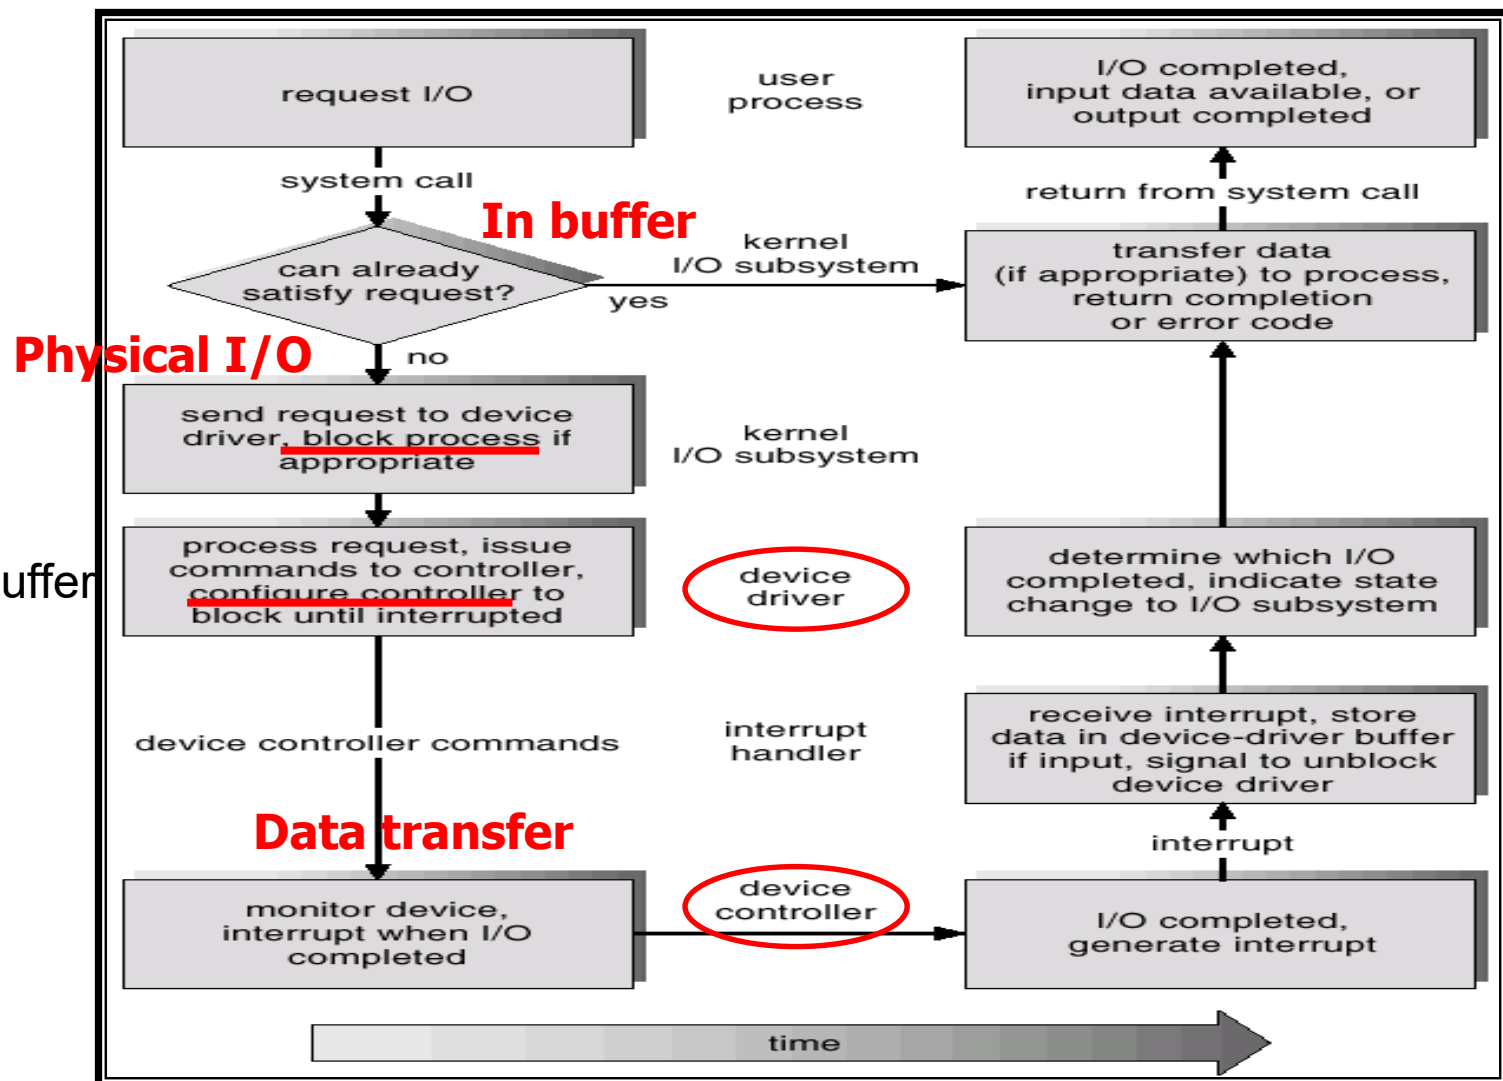 request I/O
user
process
I/O completed,
input data available, or
output completed
system call
return from system call
In buffer
can already
satisfy request?
kernel
I/O subsystem
yes
transfer data
(if appropriate) to process,
return completion
or error code
Physical I/O
no
send request to device
driver, block process if
appropriate
kernel
I/O subsystem
uffer
process request, issue
commands to controller,
configure controller to
block until interrupted
device
driver
determine which I/O
completed, indicate state
change to I/O subsystem
device controller commands
interrupt
handler
receive interrupt, store
data in device-driver buffer
if input, signal to unblock
device driver
Data transfer
interrupt
monitor device,
interrupt when I/O
completed
device
controller
I/O completed,
generate interrupt
time